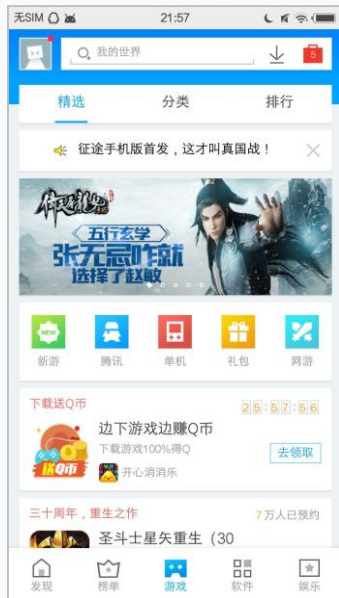 无SIM 21:57
我的世界
5
精选 分类 排行
征途手机版首发，这才叫真国战！
倚天屠龙记
五行玄学
张无忌咋就
选择了赵敏
NEW
新游 腾讯 单机 礼包 网游
下载送Q币
25:57:56
边下游戏边赚Q币
下载游戏100%得Q
去领取
送Q币
开心消消乐
三十周年，重生之作
7万人已预约
圣斗士星矢重生（30
发现 榜单 游戏 软件 娱乐